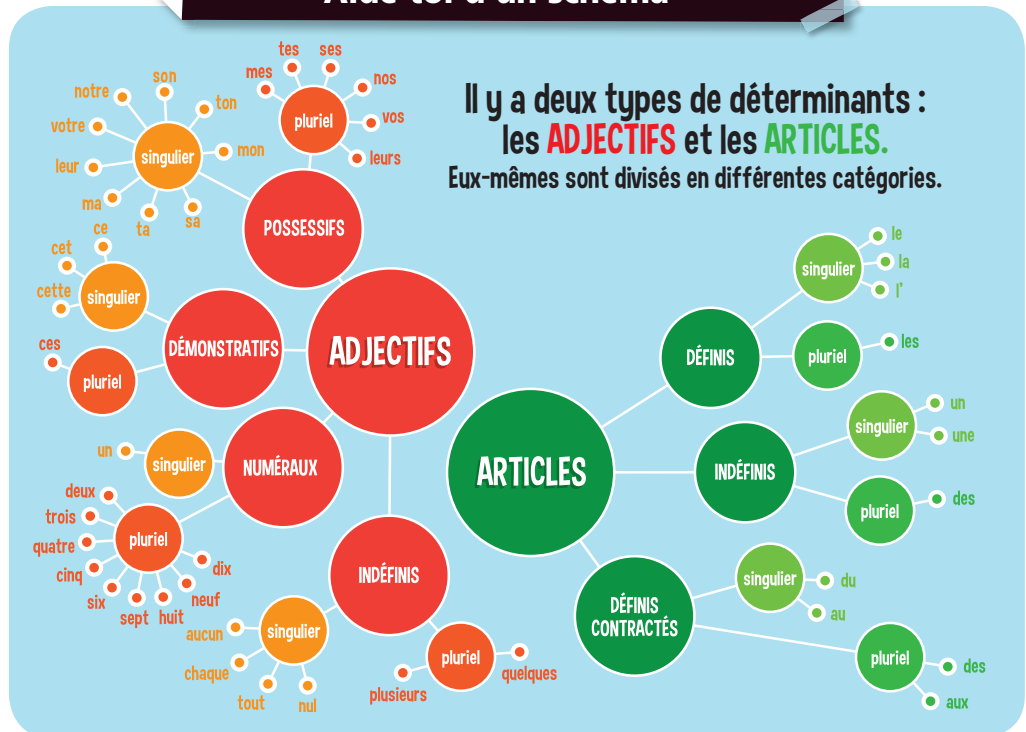 Aide-toi d'un schéma
Il y a deux types de déterminants :
les ADJECTIFS et les ARTICLES.
Eux-mêmes sont divisés en différentes catégories.
ADJECTIFS
POSSESSIFS
singulier
notre
son
ton
votre
mon
leur
ma
ta
sa
pluriel
mes
tes
ses
nos
vos
leurs
DÉMONSTRATIFS
singulier
ce
cet
cette
pluriel
ces
NUMÉRAUX
singulier
un
pluriel
deux
trois
quatre
cinq
six
sept
huit
neuf
dix
INDÉFINIS
singulier
aucun
chaque
tout
nul
pluriel
plusieurs
quelques
ARTICLES
DÉFINIS
singulier
le
la
l'
pluriel
les
INDÉFINIS
singulier
un
une
pluriel
des
DÉFINIS
CONTRACTÉS
singulier
du
au
pluriel
des
aux